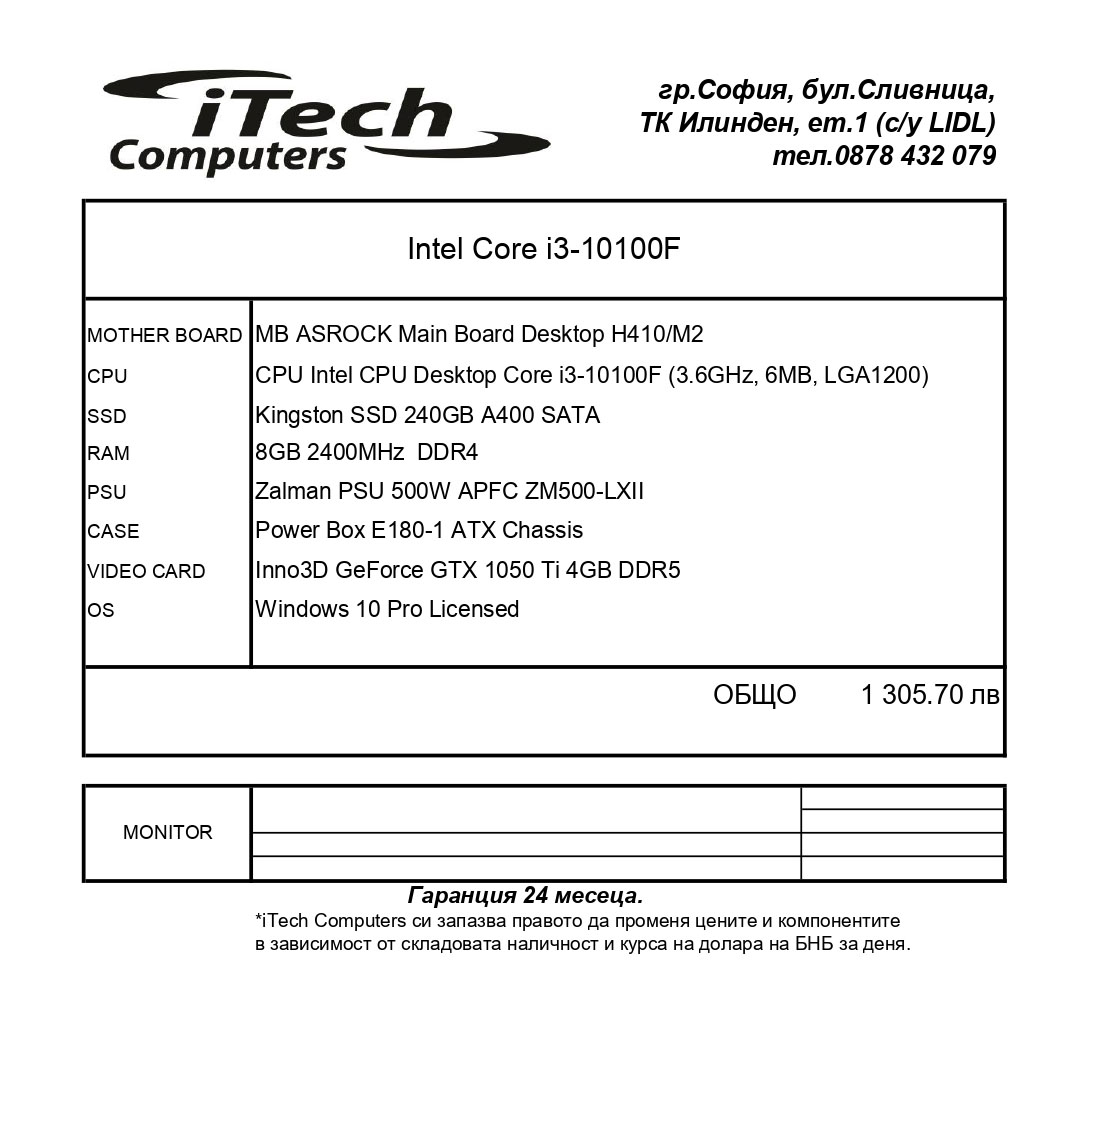 iTech
Computers
гр.София, бул.Сливница,
ТК Илинден, ет.1 (с/у LIDL)
тел.0878 432 079
Intel Core i3-10100F
MOTHER BOARD MB ASROCK Main Board Desktop H410/M2
CPU CPU Intel CPU Desktop Core i3-10100F (3.6GHz, 6MB, LGA1200)
SSD Kingston SSD 240GB A400 SATA
RAM 8GB 2400MHz  DDR4
PSU Zalman PSU 500W APFC ZM500-LXII
CASE Power Box E180-1 ATX Chassis
VIDEO CARD Inno3D GeForce GTX 1050 Ti 4GB DDR5
OS Windows 10 Pro Licensed
ОБЩО 1 305.70 лв
MONITOR
Гаранция 24 месеца.
*iTech Computers си запазва правото да променя цените и компонентите
в зависимост от складовата наличност и курса на долара на БНБ за деня.